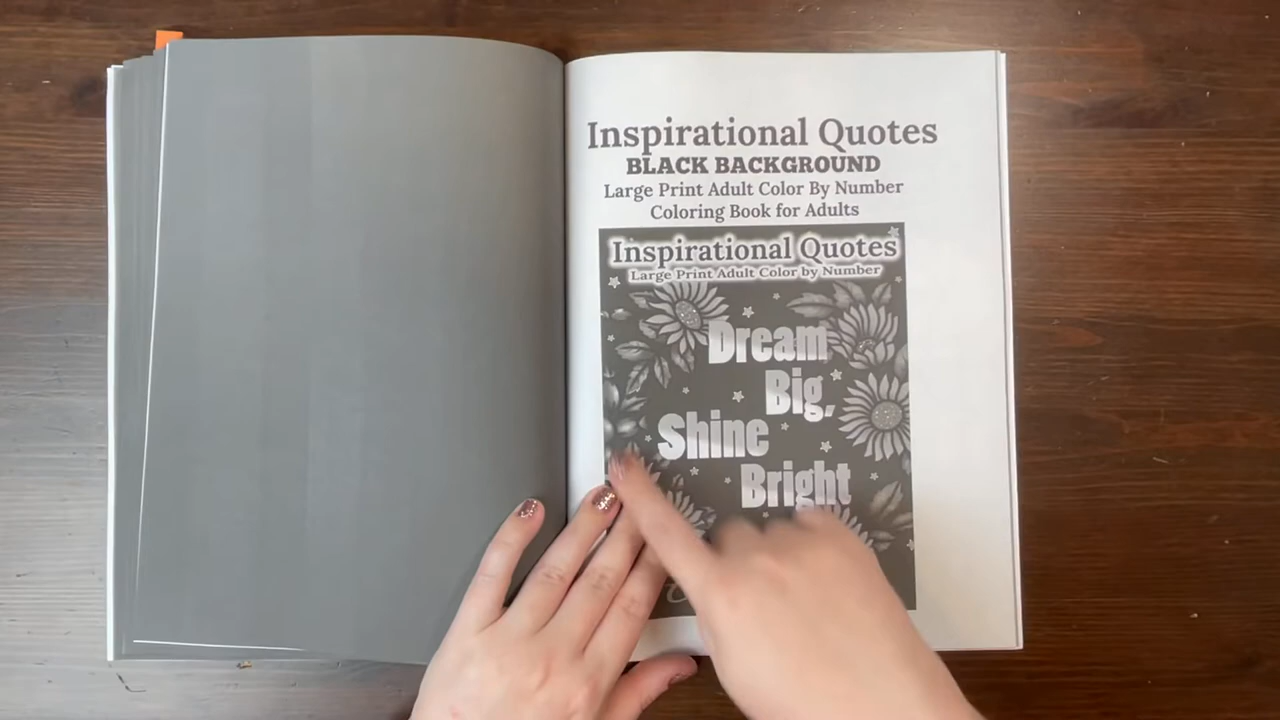 Inspirational Quotes
BLACK BACKGROUND
Large Print Adult Color By Number
Coloring Book for Adults
Inspirational Quotes
Large Print Adult Color by Number
Dream
Big,
Shine
Bright